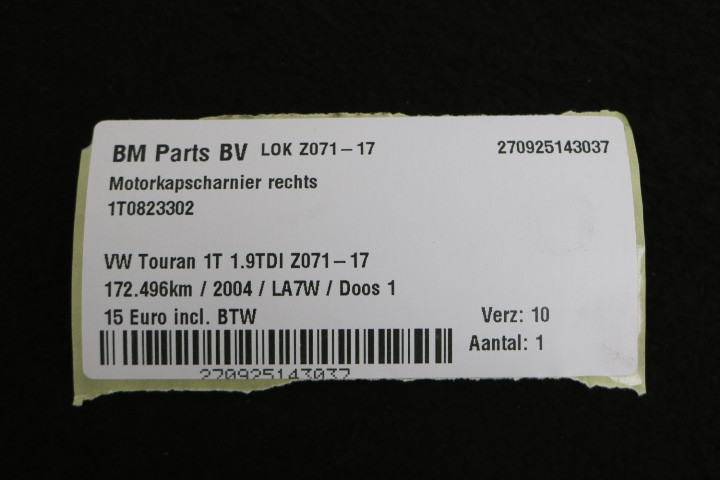 BM Parts BV LOK Z071-17 270925143037
Motorkapscharnier rechts
1T0823302
VW Touran 1T 1.9TDI Z071-17
172.496km / 2004 / LA7W / Doos 1
15 Euro incl. BTW Verz: 10
Aantal: 1
270925143037